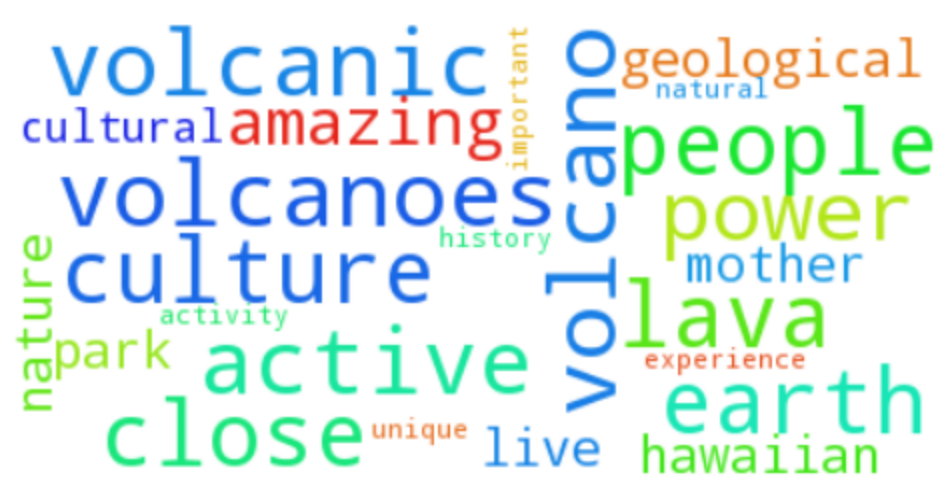 volcanic
important
volcano
geological
natural
cultural
amazing
people
volcanoes
power
history
culture
mother
nature
activity
lava
park
active
experience
earth
close
unique
live
hawaiian